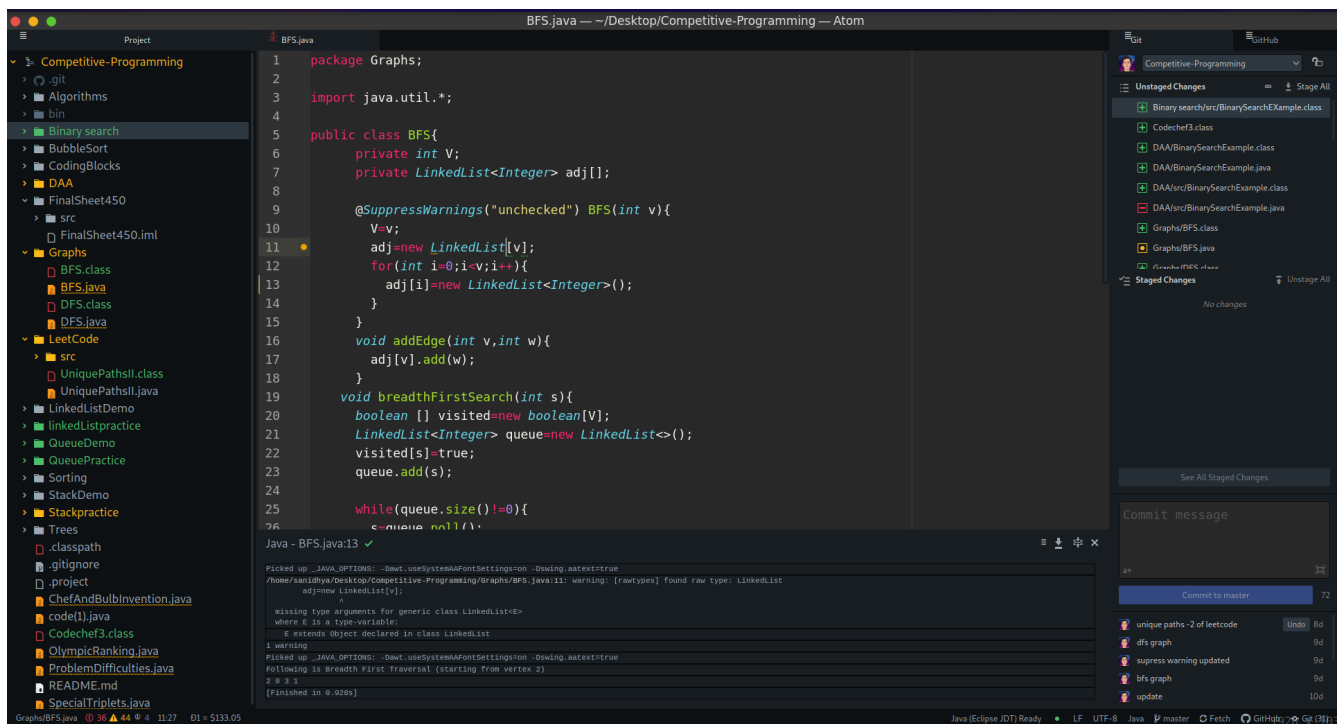 BFS.java — ~/Desktop/Competitive-Programming — Atom
Project
Competitive-Programming
.git
Algorithms
bin
Binary search
BubbleSort
CodingBlocks
DAA
FinalSheet450
src
FinalSheet450.iml
Graphs
BFS.class
BFS.java
DFS.class
DFS.java
LeetCode
src
UniquePathsII.class
UniquePathsII.java
LinkedListDemo
linkedListpractice
QueueDemo
QueuePractice
Sorting
StackDemo
Stackpractice
Trees
.classpath
.gitignore
.project
ChefAndBulbInvention.java
code(1).java
Codechef3.class
OlympicRanking.java
ProblemDifficulties.java
README.md
SpecialTriplets.java
BFS.java
1 package Graphs;
2
3 import java.util.*;
4
5 public class BFS{
6 private int V;
7 private LinkedList<Integer> adj[];
8
9 @SuppressWarnings("unchecked") BFS(int v){
10 V=v;
11 adj=new LinkedList[v];
12 for(int i=0;i<v;i++){
13 adj[i]=new LinkedList<Integer>();
14 }
15 }
16 void addEdge(int v,int w){
17 adj[v].add(w);
18 }
19 void breadthFirstSearch(int s){
20 boolean [] visited=new boolean[V];
21 LinkedList<Integer> queue=new LinkedList<>();
22 visited[s]=true;
23 queue.add(s);
24
25 while(queue.size()!=0){
26 s=queue.poll();
Java - BFS.java:13
Picked up _JAVA_OPTIONS: -Dawt.useSystemAAFontSettings=on -Dswing.aatext=true
/home/sanidhya/Desktop/Competitive-Programming/Graphs/BFS.java:11: warning: [rawtypes] found raw type: LinkedList
adj=new LinkedList[v];
^
missing type arguments for generic class LinkedList<E>
where E is a type-variable:
E extends Object declared in class LinkedList
1 warning
Picked up _JAVA_OPTIONS: -Dawt.useSystemAAFontSettings=on -Dswing.aatext=true
Following is Breadth First Traversal (starting from vertex 2)
2 0 3 1
[Finished in 0.928s]
Git
GitHub
Competitive-Programming
Unstaged Changes
Stage All
Binary search/src/BinarySearchEXample.class
Codechef3.class
DAA/BinarySearchExample.class
DAA/BinarySearchExample.java
DAA/src/BinarySearchExample.class
DAA/src/BinarySearchExample.java
Graphs/BFS.class
Graphs/BFS.java
Graphs/DFS.class
Staged Changes
Unstage All
No changes
See All Staged Changes
Commit message
Commit to master 72
unique paths -2 of leetcode Undo 8d
dfs graph 9d
supress warning updated 9d
bfs graph 9d
update 10d
Graphs/BFS.java 36 44 4 11:27 Ð1 = $133.05
Java (Eclipse JDT) Ready LF UTF-8 Java master Fetch GitHub Git (31)